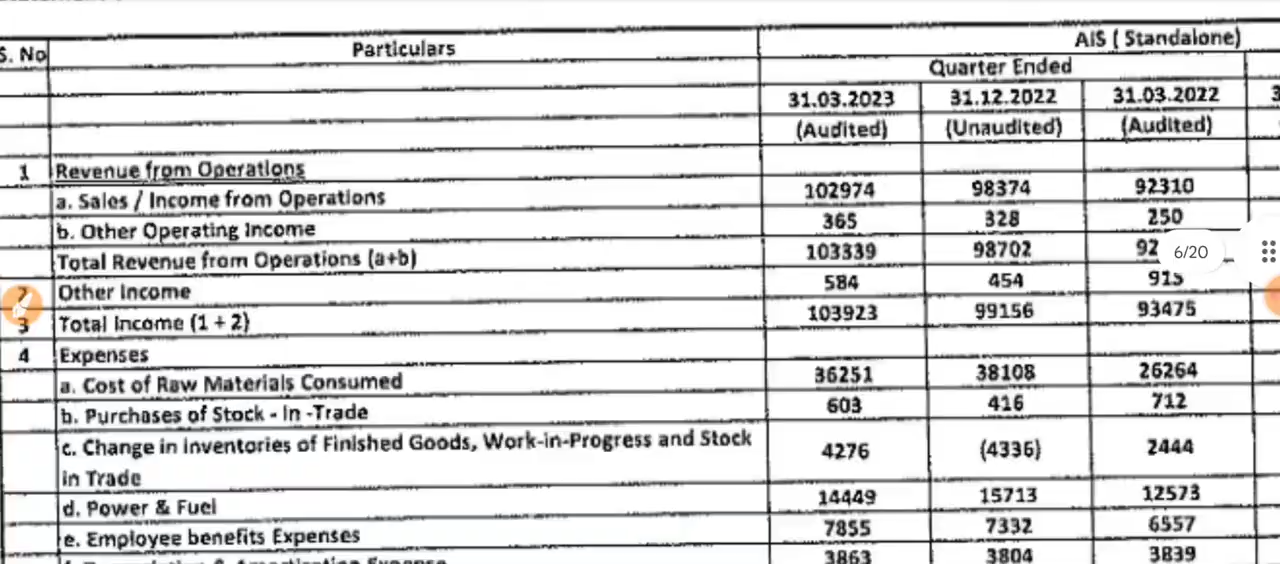 S. No Particulars AIS ( Standalone)
Quarter Ended
31.03.2023 31.12.2022 31.03.2022 3
(Audited) (Unaudited) (Audited)
1 Revenue from Operations
a. Sales / Income from Operations 102974 98374 92310
b. Other Operating Income 365 328 250
Total Revenue from Operations (a+b) 103339 98702 92
6/20
2 Other Income 584 454 915
3 Total Income (1 + 2) 103923 99156 93475
4 Expenses
a. Cost of Raw Materials Consumed 36251 38108 26264
b. Purchases of Stock - in -Trade 603 416 712
c. Change in Inventories of Finished Goods, Work-in-Progress and Stock 4276 (4336) 2444
in Trade
d. Power & Fuel 14449 15713 12573
e. Employee benefits Expenses 7855 7332 6557
3863 3804 3839